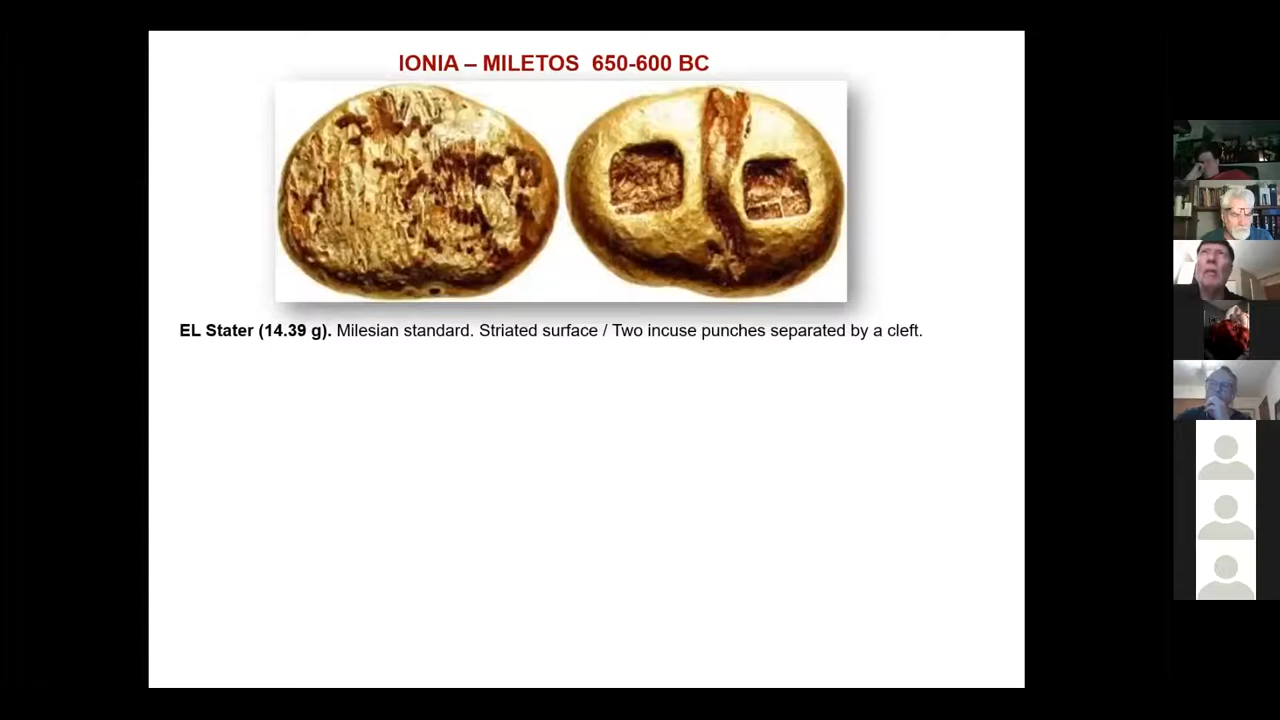 IONIA – MILETOS 650-600 BC
EL Stater (14.39 g). Milesian standard. Striated surface / Two incuse punches separated by a cleft.